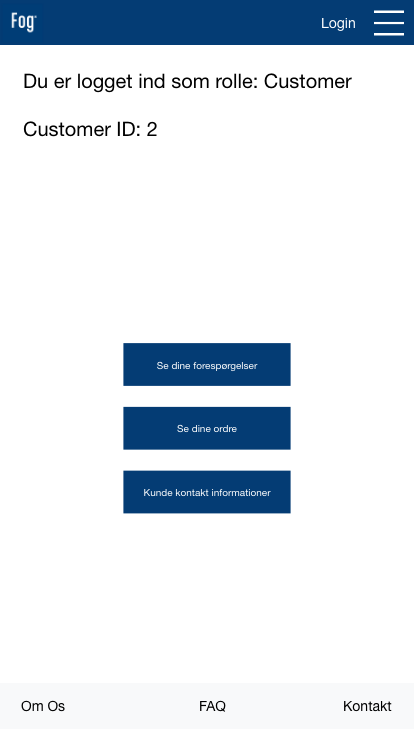 Fog
Login
Du er logget ind som rolle: Customer
Customer ID: 2
Se dine forespørgelser
Se dine ordre
Kunde kontakt informationer
Om Os
FAQ
Kontakt